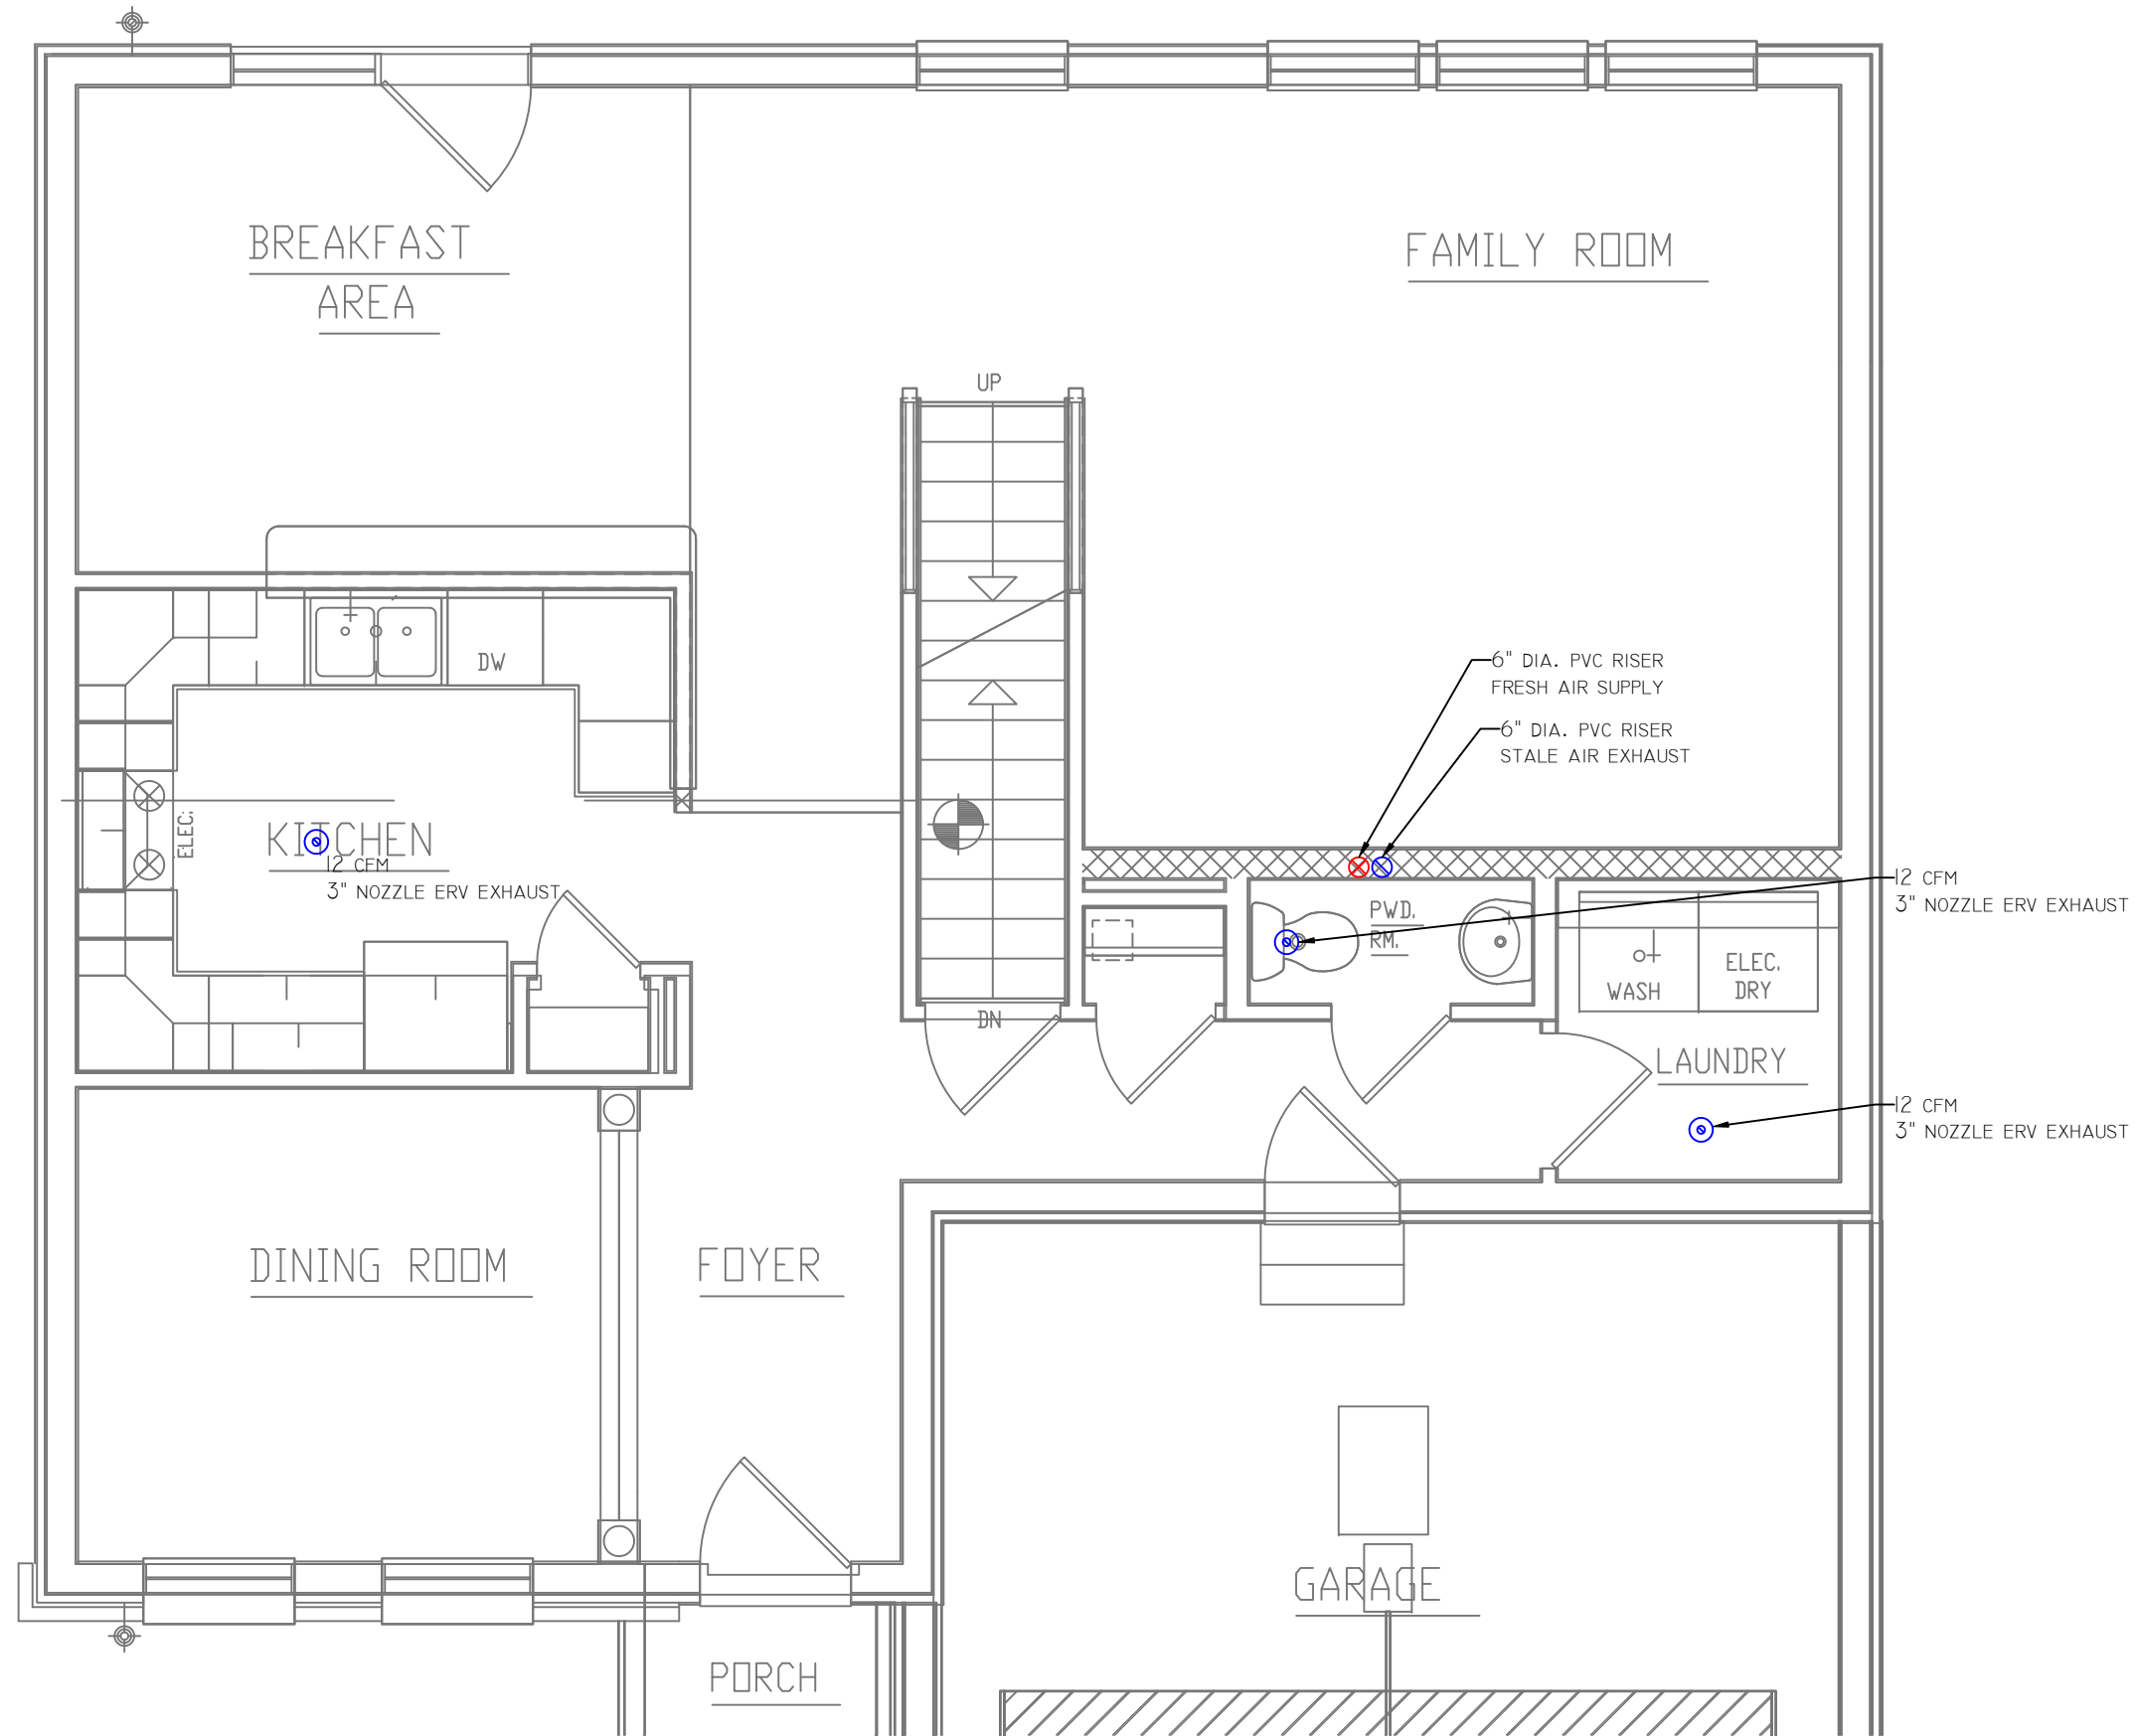 BREAKFAST
AREA
FAMILY ROOM
UP
DW
6" DIA. PVC RISER
FRESH AIR SUPPLY
6" DIA. PVC RISER
STALE AIR EXHAUST
ELEC.
KITCHEN
12 CFM
3" NOZZLE ERV EXHAUST
12 CFM
3" NOZZLE ERV EXHAUST
PWD.
RM.
WASH
ELEC.
DRY
DN
LAUNDRY
12 CFM
3" NOZZLE ERV EXHAUST
DINING ROOM
FOYER
GARAGE
PORCH